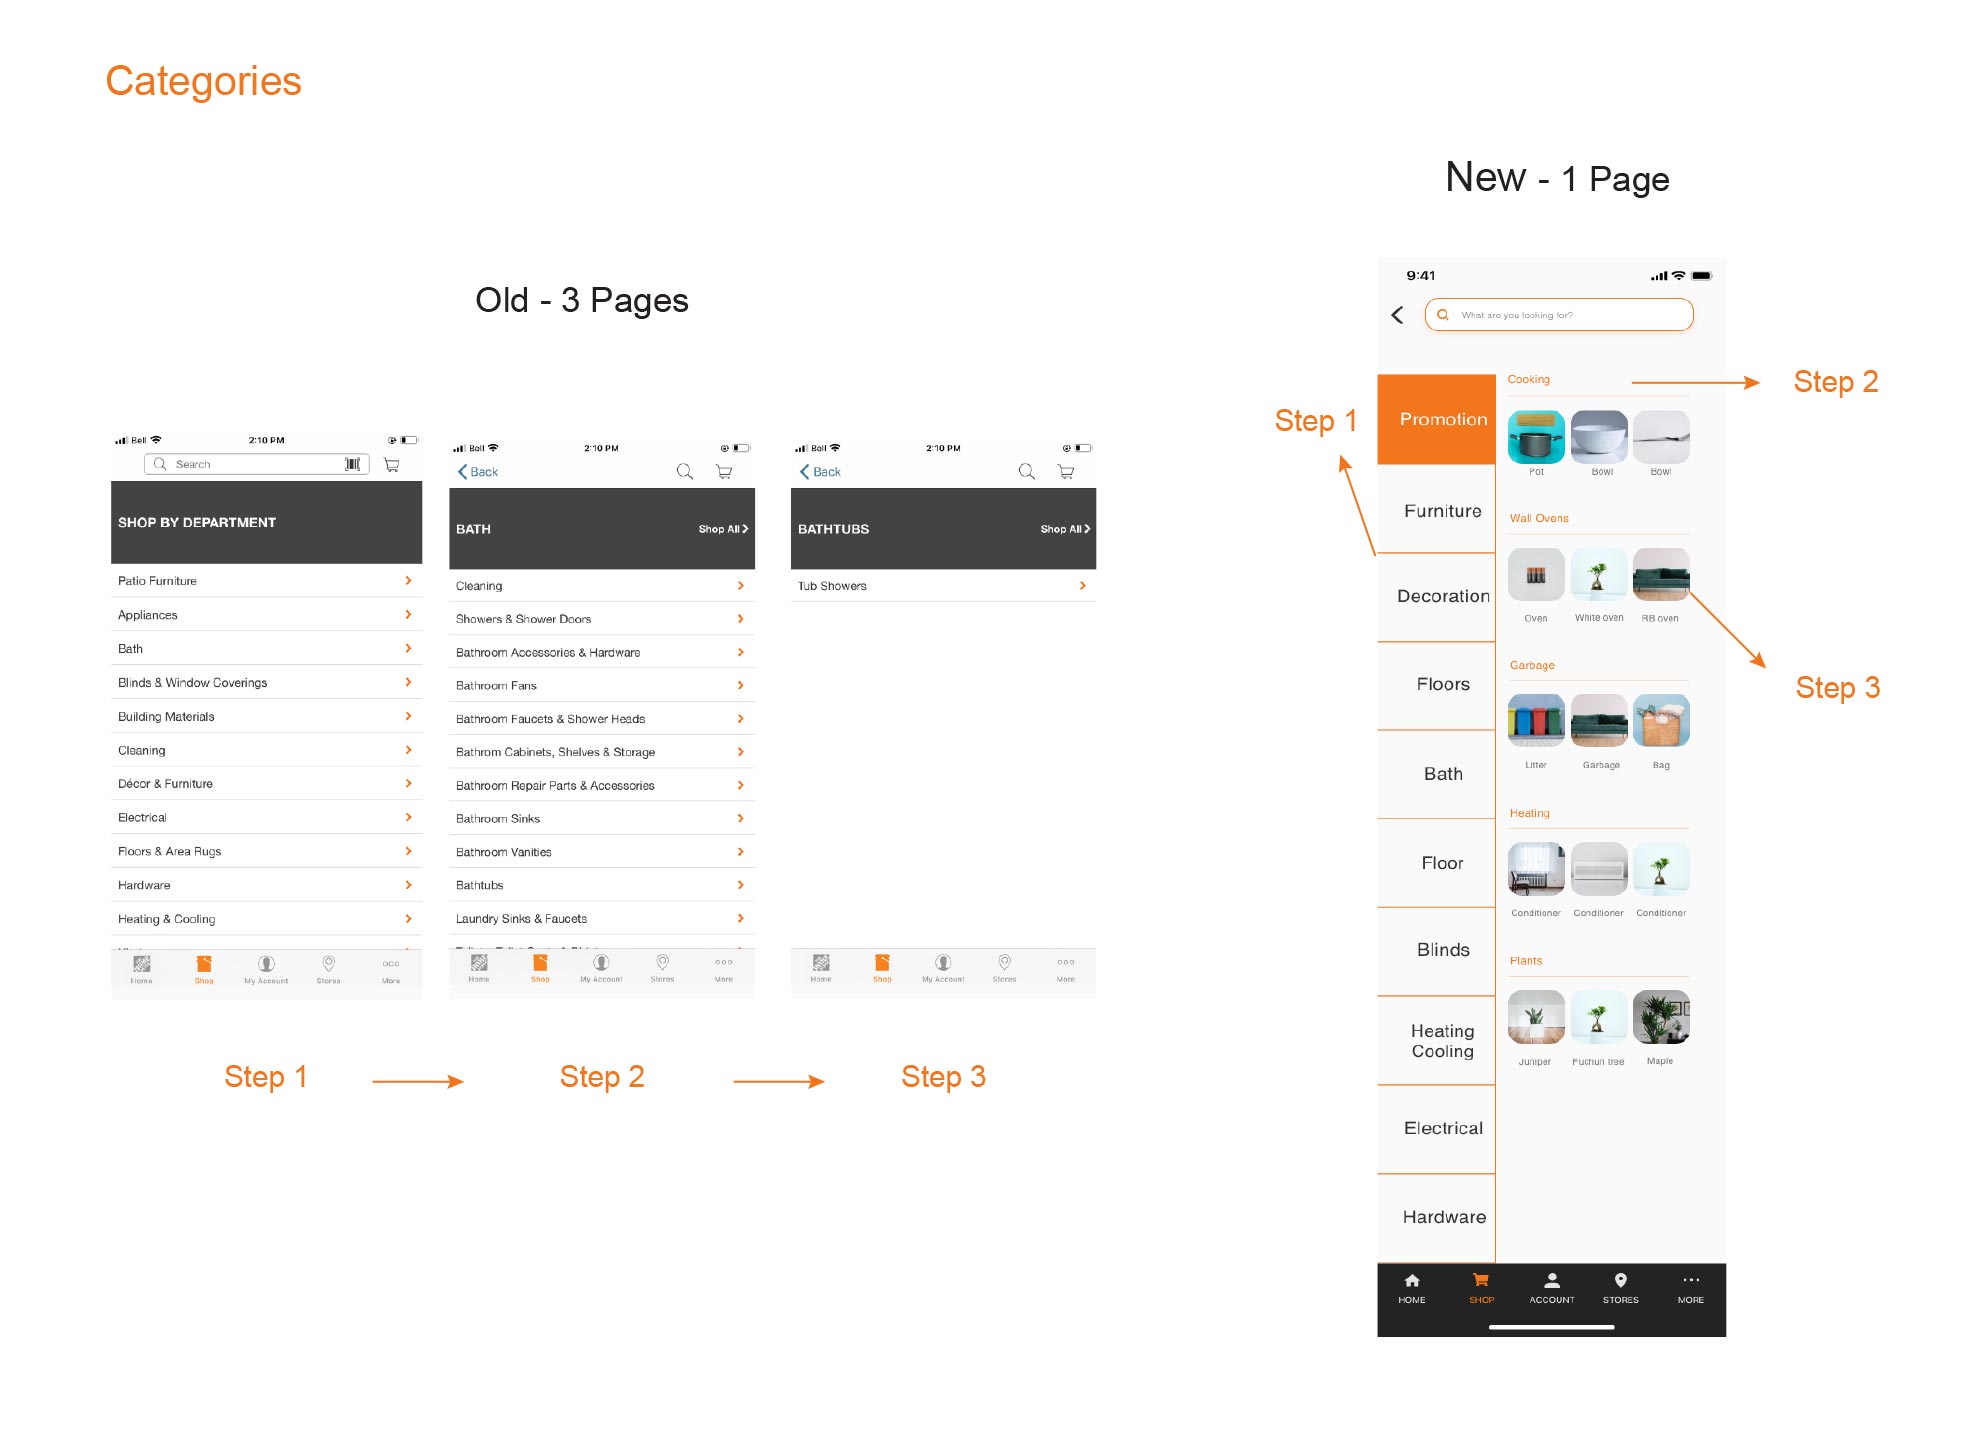 Categories
New - 1 Page
Old - 3 Pages
Bell
2:10 PM
Search
SHOP BY DEPARTMENT
Patio Furniture
Appliances
Bath
Blinds & Window Coverings
Building Materials
Cleaning
Décor & Furniture
Electrical
Floors & Area Rugs
Hardware
Heating & Cooling
Home
Shop
My Account
Stores
More
Bell
2:10 PM
Back
BATH
Shop All
Cleaning
Showers & Shower Doors
Bathroom Accessories & Hardware
Bathroom Fans
Bathroom Faucets & Shower Heads
Bathrom Cabinets, Shelves & Storage
Bathroom Repair Parts & Accessories
Bathroom Sinks
Bathroom Vanities
Bathtubs
Laundry Sinks & Faucets
Home
Shop
My Account
Stores
More
Bell
2:10 PM
Back
BATHTUBS
Shop All
Tub Showers
Home
Shop
My Account
Stores
More
Step 1
Step 2
Step 3
9:41
What are you looking for?
Step 1
Promotion
Furniture
Decoration
Floors
Bath
Floor
Blinds
Heating
Cooling
Electrical
Hardware
Cooking
Step 2
Pot
Bowl
Bowl
Wall Ovens
Oven
White oven
RB oven
Step 3
Garbage
Litter
Garbage
Bag
Heating
Conditioner
Conditioner
Conditioner
Plants
Juniper
Fuchun tree
Maple
HOME
SHOP
ACCOUNT
STORES
MORE